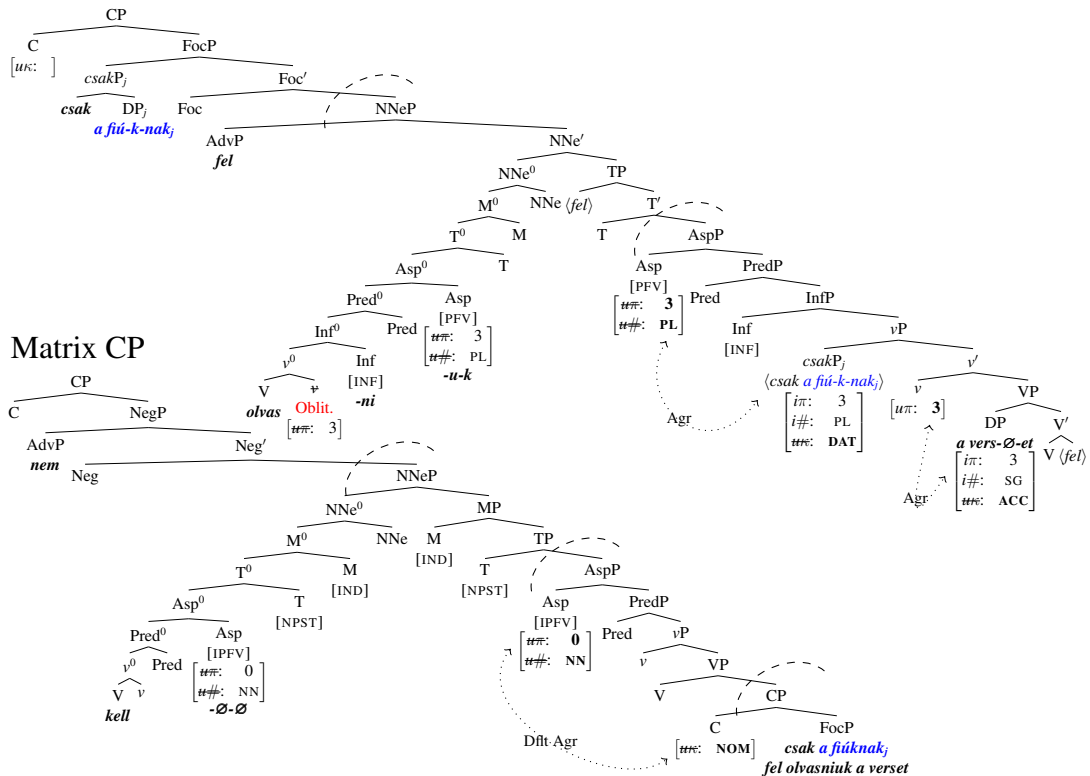 CP
C FocP
[uκ: ]
csakPj Foc′
csak DPj Foc NNeP
a fiú-k-nakj
AdvP NNe′
fel
NNe⁰ TP
M⁰ NNe ⟨fel⟩ T′
T⁰ M T AspP
Asp⁰ T Asp PredP
[PFV]
Pred⁰ Asp [uπ: 3 Pred InfP
[PFV] u#: PL]
Inf⁰ Pred [uπ: 3 Inf vP
u#: PL] [INF]
-u-k
Matrix CP
v⁰ Inf csakPj v′
[INF] ⟨csak a fiú-k-nakj⟩
V v -ni [iπ: 3 v VP
olvas Oblit. i#: PL [uπ: 3]
[uπ: 3] uκ: DAT] DP V′
Agr a vers-Ø-et
[iπ: 3 V ⟨fel⟩
i#: SG
Agr uκ: ACC]
CP
C NegP
AdvP Neg′
nem
Neg NNeP
NNe⁰ MP
M⁰ NNe M TP
[IND]
T⁰ M T AspP
[IND] [NPST]
Asp⁰ T Asp PredP
[NPST] [IPFV]
Pred⁰ Asp [uπ: 0 Pred vP
[IPFV] u#: NN]
v⁰ Pred [uπ: 0 v VP
u#: NN]
V v -Ø-Ø V CP
kell
C FocP
Dflt Agr [uκ: NOM] csak a fiúknakj
fel olvasniuk a verset